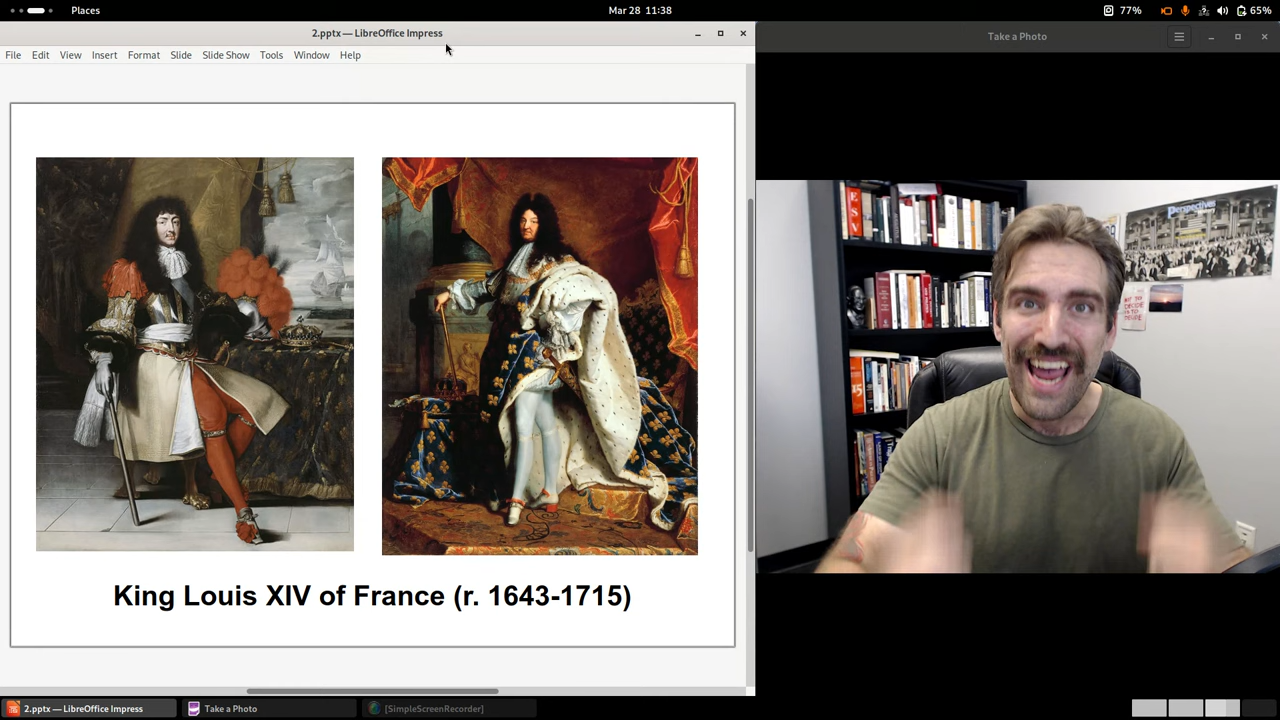 Places
Mar 28 11:38
77%
65%
2.pptx — LibreOffice Impress
File Edit View Insert Format Slide Slide Show Tools Window Help
King Louis XIV of France (r. 1643-1715)
Take a Photo
ESV
Perspectives
2.pptx — LibreOffice Impress
Take a Photo
[SimpleScreenRecorder]